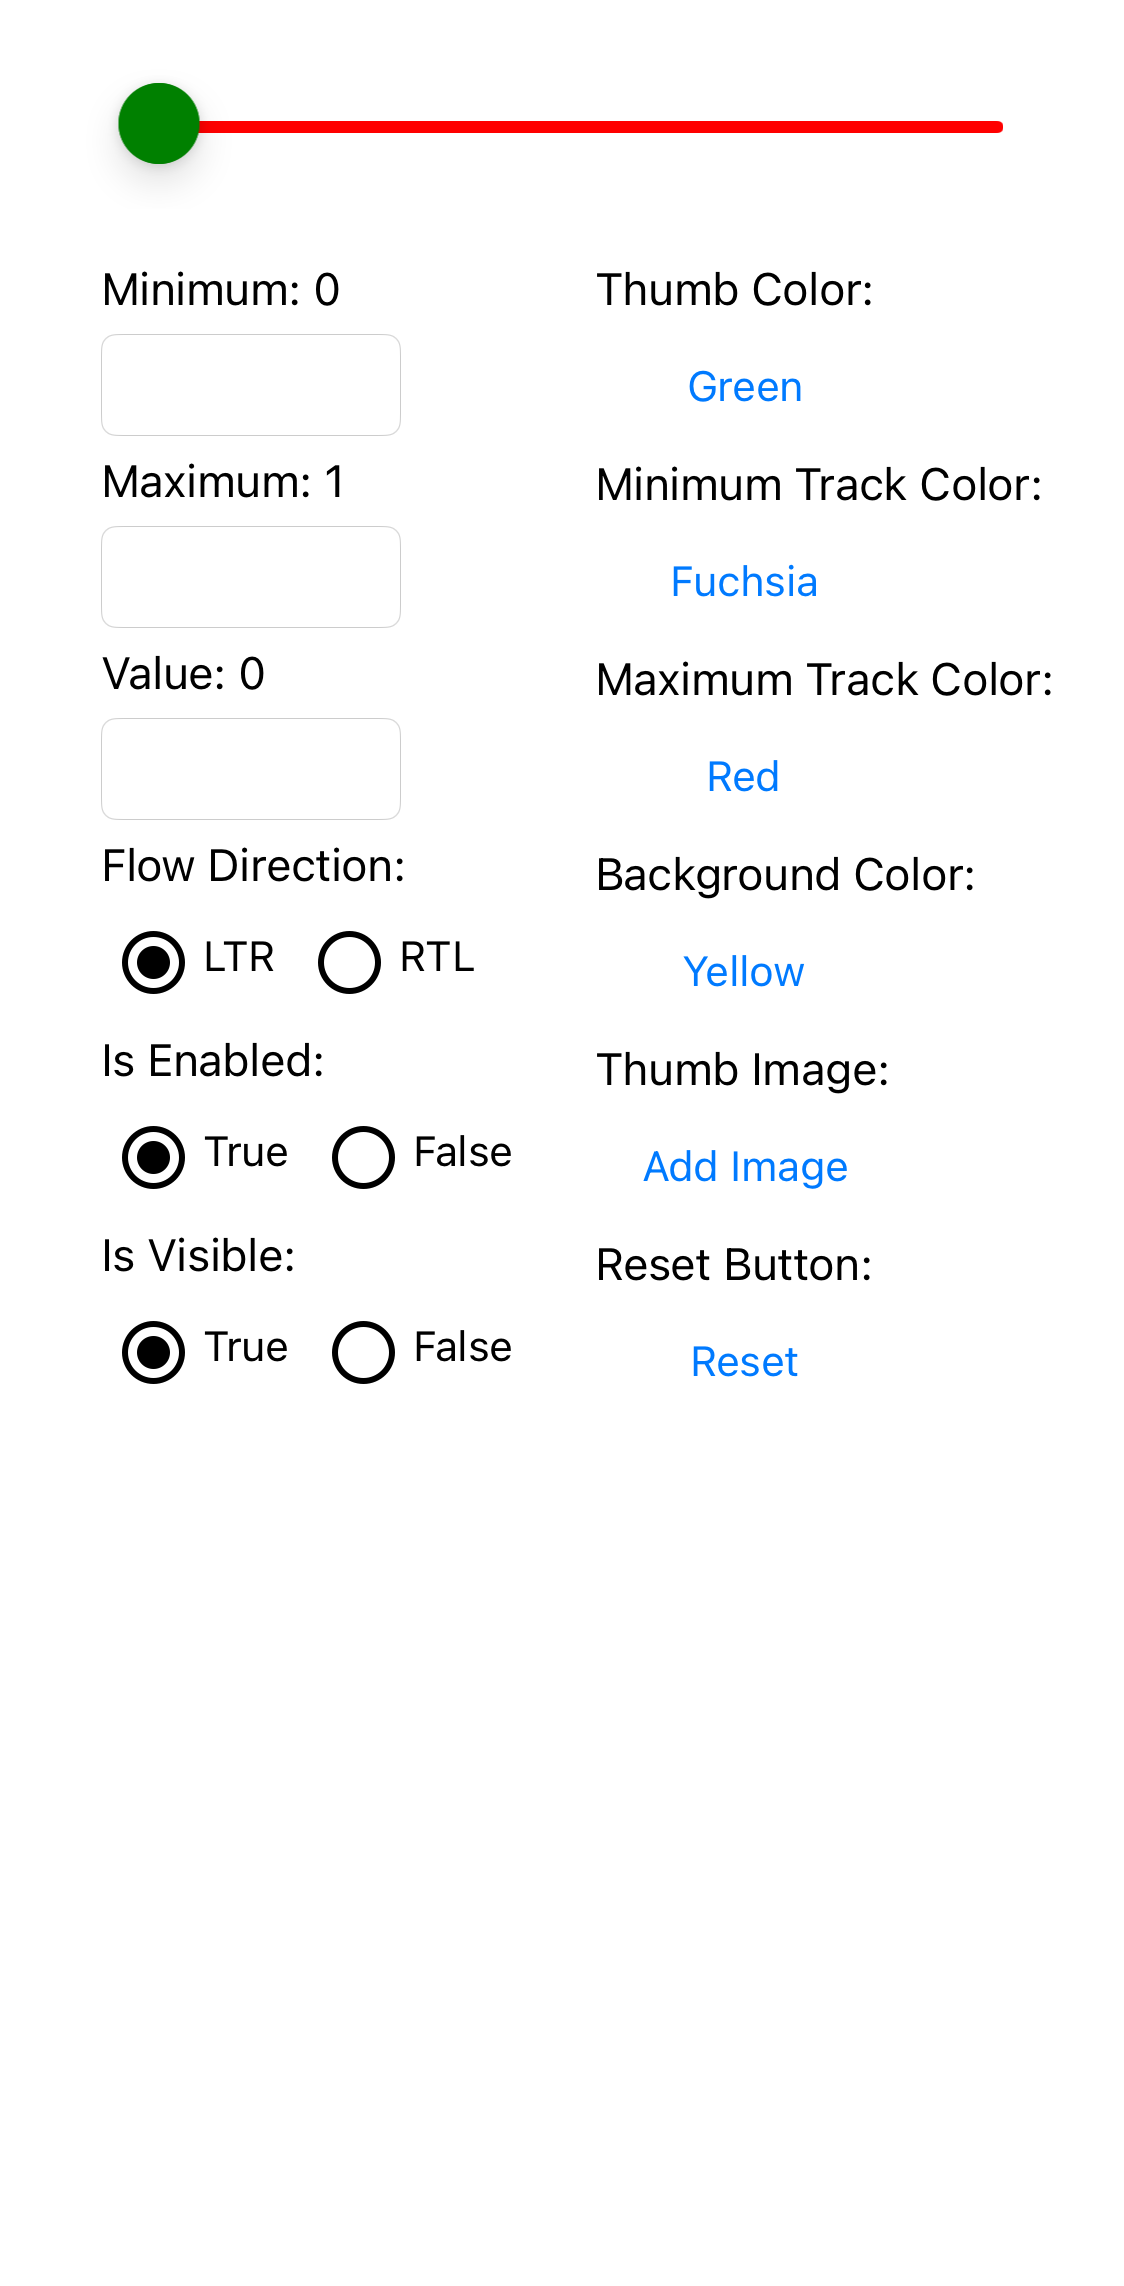 Minimum: 0
Maximum: 1
Value: 0
Flow Direction:
LTR RTL
Is Enabled:
True False
Is Visible:
True False
Thumb Color:
Green
Minimum Track Color:
Fuchsia
Maximum Track Color:
Red
Background Color:
Yellow
Thumb Image:
Add Image
Reset Button:
Reset